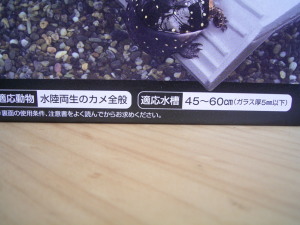 適応動物 水陸両生のカメ全般 適応水槽 45～60㎝(ガラス厚5㎜以下)
裏面の使用条件、注意書をよく読んでからお求めください。